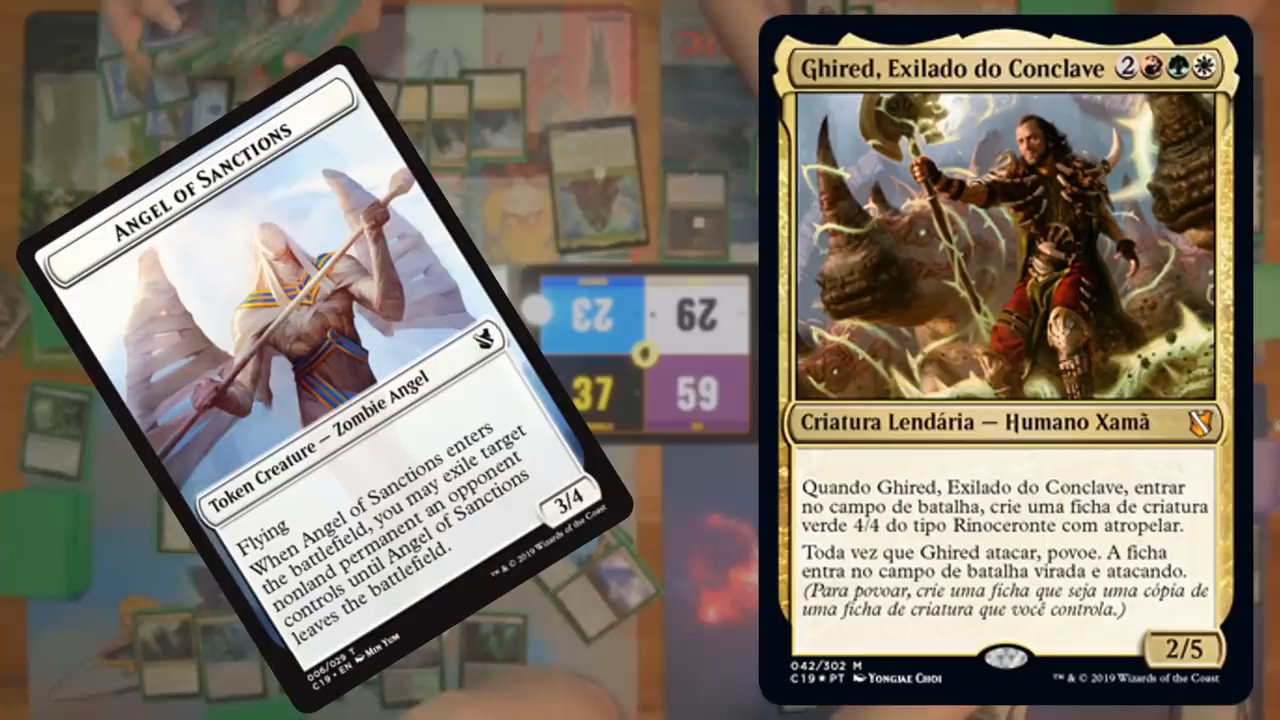 ANGEL OF SANCTIONS
Token Creature — Zombie Angel
Flying
When Angel of Sanctions enters
the battlefield, you may exile target
nonland permanent an opponent
controls until Angel of Sanctions
leaves the battlefield.
3/4
006/029 T
C19 • EN MIN YUM
™ & © 2019 Wizards of the Coast
23
29
37
59
Ghired, Exilado do Conclave 2
Criatura Lendária — Humano Xamã
Quando Ghired, Exilado do Conclave, entrar
no campo de batalha, crie uma ficha de criatura
verde 4/4 do tipo Rinoceronte com atropelar.
Toda vez que Ghired atacar, povoe. A ficha
entra no campo de batalha virada e atacando.
(Para povoar, crie uma ficha que seja uma cópia de
uma ficha de criatura que você controla.)
2/5
042/302 M
C19 ★ PT YONGJAE CHOI
™ & © 2019 Wizards of the Coast